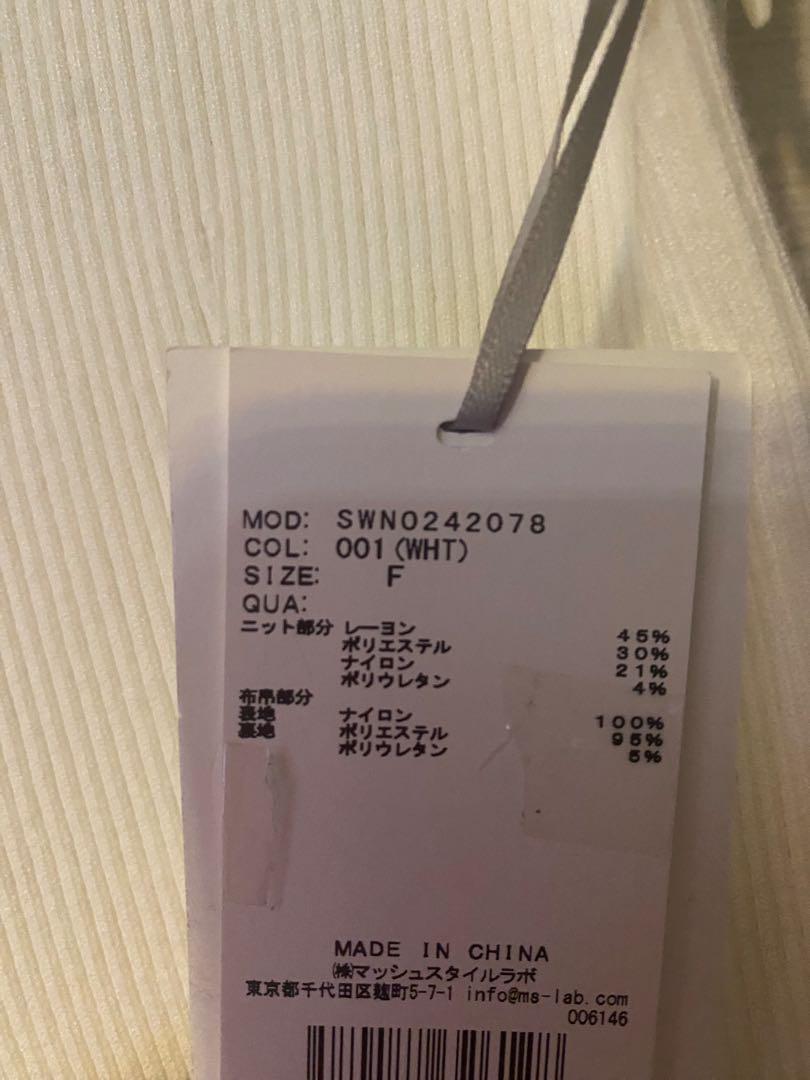 MOD: SWN0242078
COL: 001(WHT)
SIZE: F
QUA:
ニット部分 レーヨン 45%
ポリエステル 30%
ナイロン 21%
ポリウレタン 4%
布帛部分
表地 ナイロン 100%
裏地 ポリエステル 95%
ポリウレタン 5%
MADE IN CHINA
㈱マッシュスタイルラボ
東京都千代田区麹町5-7-1 info@ms-lab.com
006146